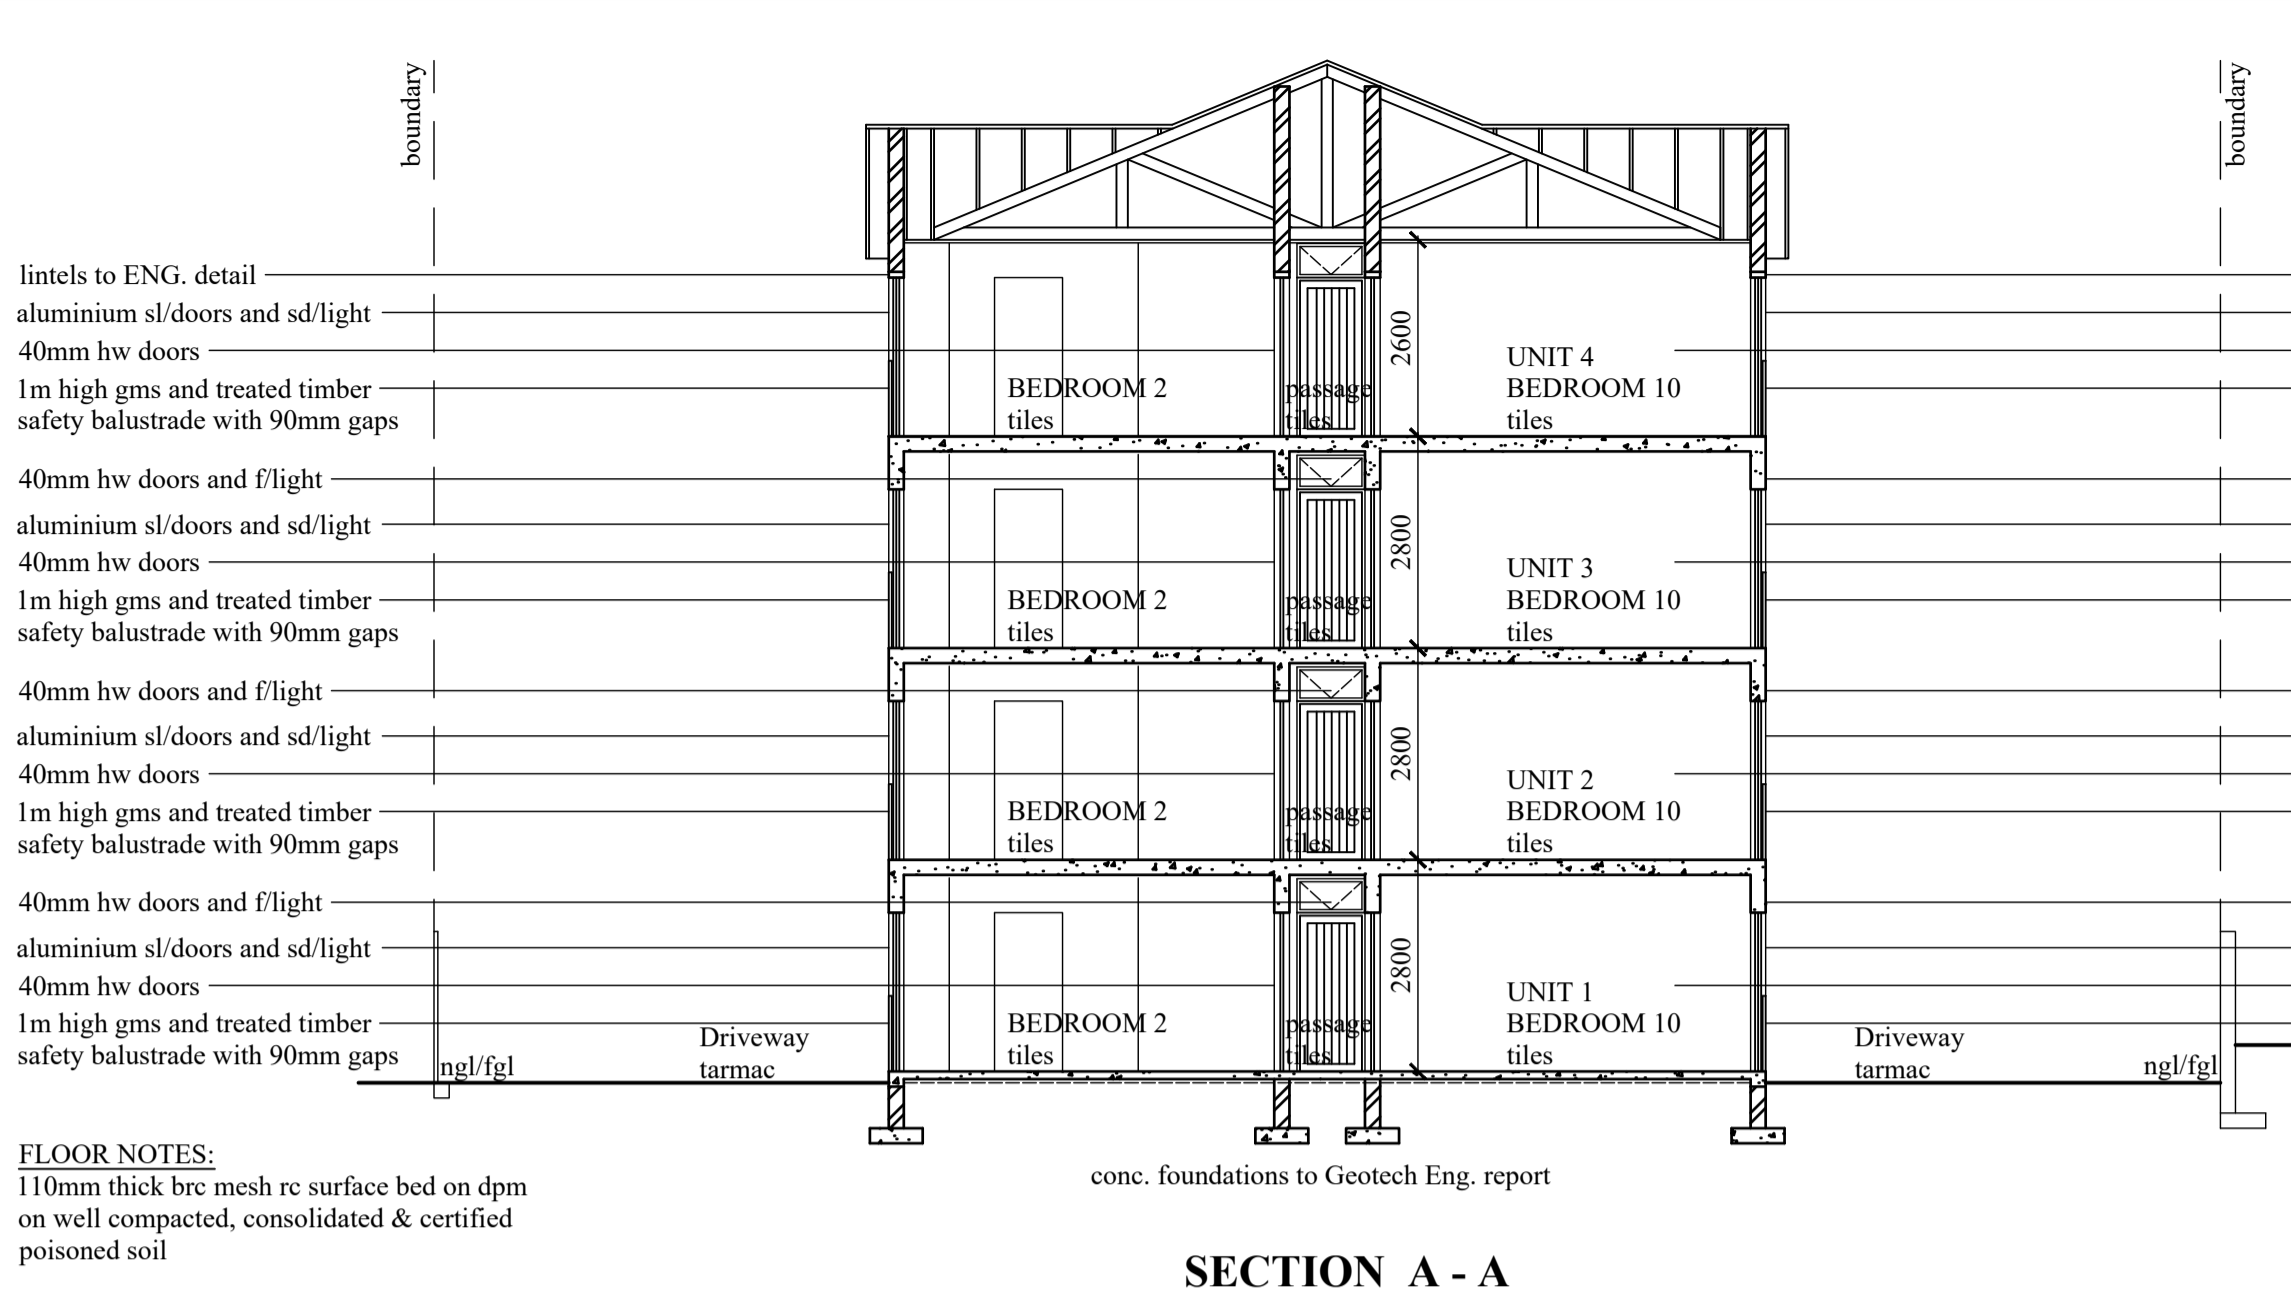 boundary
boundary
lintels to ENG. detail
aluminium sl/doors and sd/light
40mm hw doors
1m high gms and treated timber
safety balustrade with 90mm gaps
2600
UNIT 4
BEDROOM 2
tiles
passage
tiles
BEDROOM 10
tiles
40mm hw doors and f/light
aluminium sl/doors and sd/light
40mm hw doors
1m high gms and treated timber
safety balustrade with 90mm gaps
2800
UNIT 3
BEDROOM 2
tiles
passage
tiles
BEDROOM 10
tiles
40mm hw doors and f/light
aluminium sl/doors and sd/light
40mm hw doors
1m high gms and treated timber
safety balustrade with 90mm gaps
2800
UNIT 2
BEDROOM 2
tiles
passage
tiles
BEDROOM 10
tiles
40mm hw doors and f/light
aluminium sl/doors and sd/light
40mm hw doors
1m high gms and treated timber
safety balustrade with 90mm gaps
ngl/fgl
Driveway
tarmac
2800
UNIT 1
BEDROOM 2
tiles
passage
tiles
BEDROOM 10
tiles
Driveway
tarmac
ngl/fgl
FLOOR NOTES:
110mm thick brc mesh rc surface bed on dpm
on well compacted, consolidated & certified
poisoned soil
conc. foundations to Geotech Eng. report
SECTION A - A